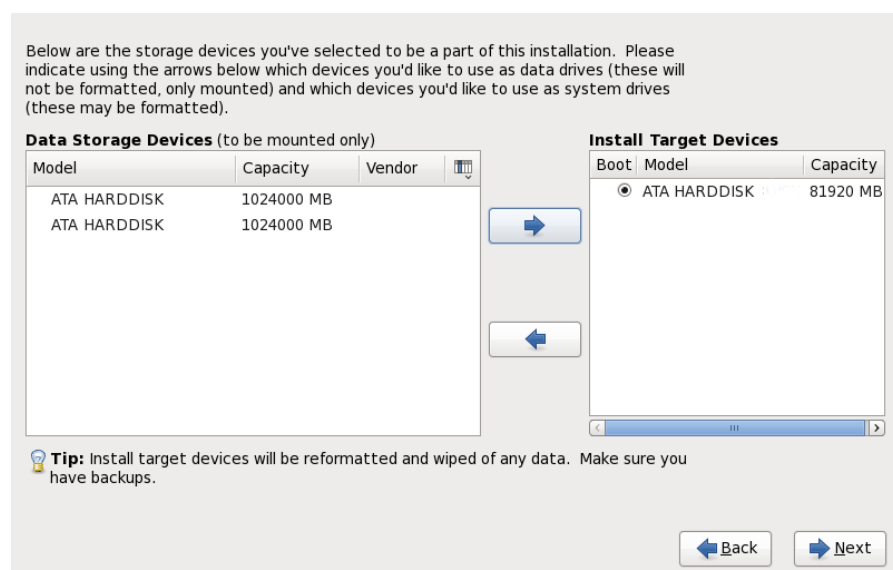 Below are the storage devices you've selected to be a part of this installation.  Please
indicate using the arrows below which devices you'd like to use as data drives (these will
not be formatted, only mounted) and which devices you'd like to use as system drives
(these may be formatted).
Data Storage Devices (to be mounted only)
Model Capacity Vendor
ATA HARDDISK 1024000 MB
ATA HARDDISK 1024000 MB
Install Target Devices
Boot Model Capacity
ATA HARDDISK 81920 MB
Tip: Install target devices will be reformatted and wiped of any data.  Make sure you
have backups.
Back Next